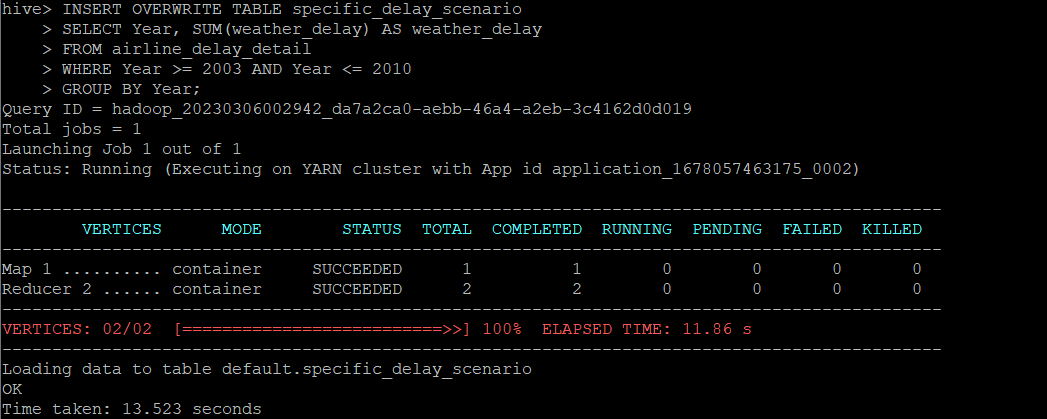 hive> INSERT OVERWRITE TABLE specific_delay_scenario
    > SELECT Year, SUM(weather_delay) AS weather_delay
    > FROM airline_delay_detail
    > WHERE Year >= 2003 AND Year <= 2010
    > GROUP BY Year;
Query ID = hadoop_20230306002942_da7a2ca0-aebb-46a4-a2eb-3c4162d0d019
Total jobs = 1
Launching Job 1 out of 1
Status: Running (Executing on YARN cluster with App id application_1678057463175_0002)
----------------------------------------------------------------------------------------------
        VERTICES      MODE        STATUS  TOTAL  COMPLETED  RUNNING  PENDING  FAILED  KILLED
----------------------------------------------------------------------------------------------
Map 1 .......... container     SUCCEEDED      1          1        0        0       0       0
Reducer 2 ...... container     SUCCEEDED      2          2        0        0       0       0
----------------------------------------------------------------------------------------------
VERTICES: 02/02  [==========================>>] 100%  ELAPSED TIME: 11.86 s
----------------------------------------------------------------------------------------------
Loading data to table default.specific_delay_scenario
OK
Time taken: 13.523 seconds